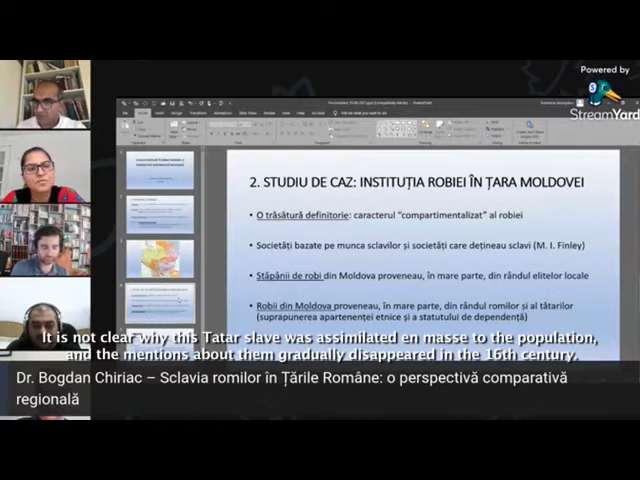 Powered by
StreamYard
2. STUDIU DE CAZ: INSTITUȚIA ROBIEI ÎN ȚARA MOLDOVEI
• O trăsătură definitorie: caracterul "compartimentalizat" al robiei
• Societăți bazate pe munca sclavilor și societăți care dețineau sclavi (M. I. Finley)
• Stăpânii de robi din Moldova proveneau, în mare parte, din rândul elitelor locale
• Robii din Moldova proveneau, în mare parte, din rândul romilor și al tătarilor
(suprapunerea apartenenței etnice și a statutului de dependență)
It is not clear why this Tatar slave was assimilated en masse to the population,
and the mentions about them gradually disappeared in the 16th century.
Dr. Bogdan Chiriac – Sclavia romilor în Țările Române: o perspectivă comparativă
regională